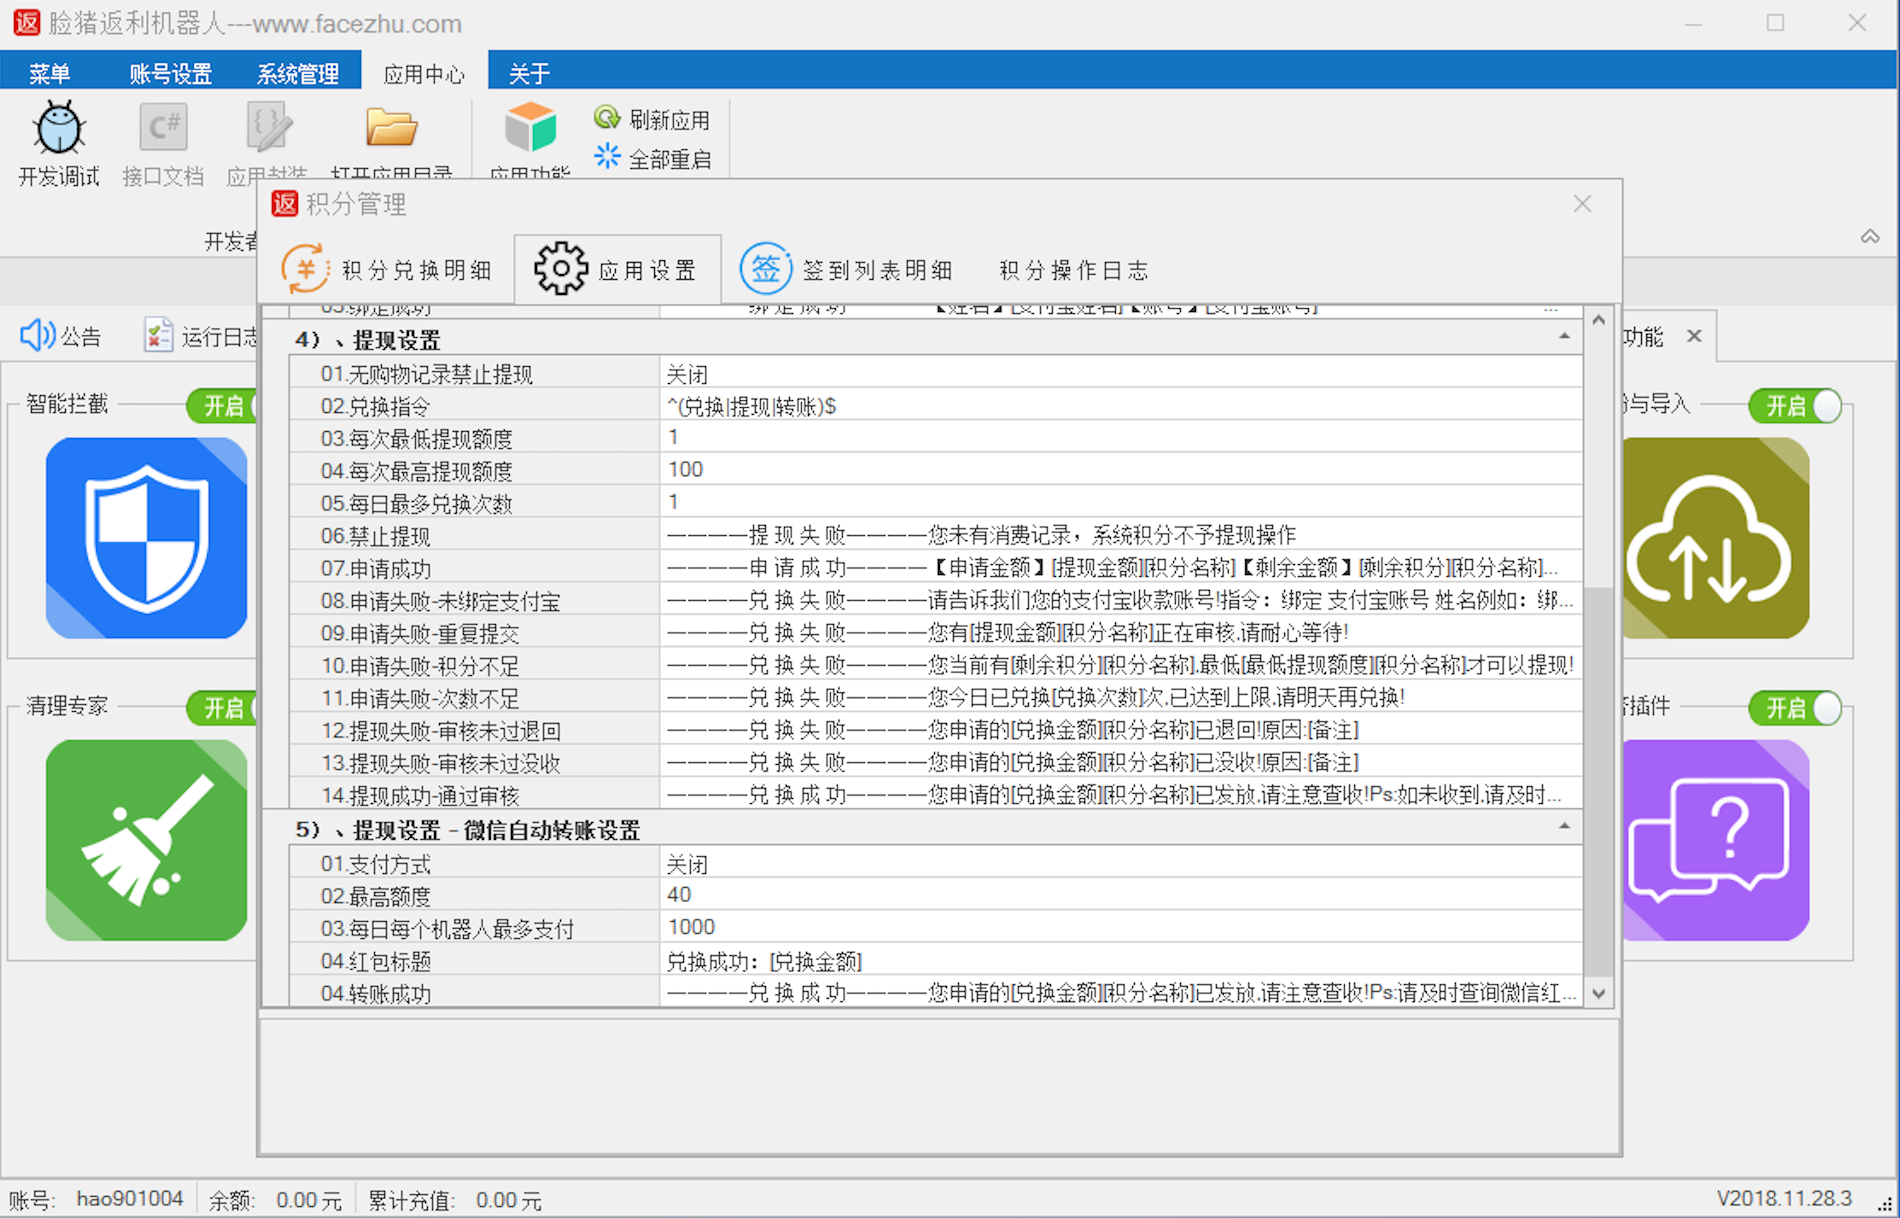 返 脸猪返利机器人---www.facezhu.com
菜单 账号设置 系统管理 应用中心 关于
开发调试 接口文档 应用封装 打开应用目录 应用功能 刷新应用
全部重启
开发者
返 积分管理
积分兑换明细 应用设置 签 签到列表明细 积分操作日志
公告 运行日志 功能
03.绑定成功 绑 定 成 功 【姓名】[支付宝姓名]【账号】[支付宝账号] ...
4）、提现设置
01.无购物记录禁止提现 关闭
02.兑换指令 ^(兑换|提现|转账)$
03.每次最低提现额度 1
04.每次最高提现额度 100
05.每日最多兑换次数 1
06.禁止提现 ————提 现 失 败————您未有消费记录，系统积分不予提现操作
07.申请成功 ————申 请 成 功————【申请金额】[提现金额][积分名称]【剩余金额】[剩余积分][积分名称]...
08.申请失败-未绑定支付宝 ————兑 换 失 败————请告诉我们您的支付宝收款账号!指令：绑定 支付宝账号 姓名例如：绑...
09.申请失败-重复提交 ————兑 换 失 败————您有[提现金额][积分名称]正在审核.请耐心等待!
10.申请失败-积分不足 ————兑 换 失 败————您当前有[剩余积分][积分名称].最低[最低提现额度][积分名称]才可以提现!
11.申请失败-次数不足 ————兑 换 失 败————您今日已兑换[兑换次数]次.已达到上限.请明天再兑换!
12.提现失败-审核未过退回 ————兑 换 失 败————您申请的[兑换金额][积分名称]已退回!原因:[备注]
13.提现失败-审核未过没收 ————兑 换 失 败————您申请的[兑换金额][积分名称]已没收!原因:[备注]
14.提现成功-通过审核 ————兑 换 成 功————您申请的[兑换金额][积分名称]已发放.请注意查收!Ps:如未收到.请及时...
5）、提现设置 - 微信自动转账设置
01.支付方式 关闭
02.最高额度 40
03.每日每个机器人最多支付 1000
04.红包标题 兑换成功：[兑换金额]
04.转账成功 ————兑 换 成 功————您申请的[兑换金额][积分名称]已发放.请注意查收!Ps:请及时查询微信红...
智能拦截 开启
与导入 开启
清理专家 开启
插件 开启
账号: hao901004 余额: 0.00 元 累计充值: 0.00 元 V2018.11.28.3